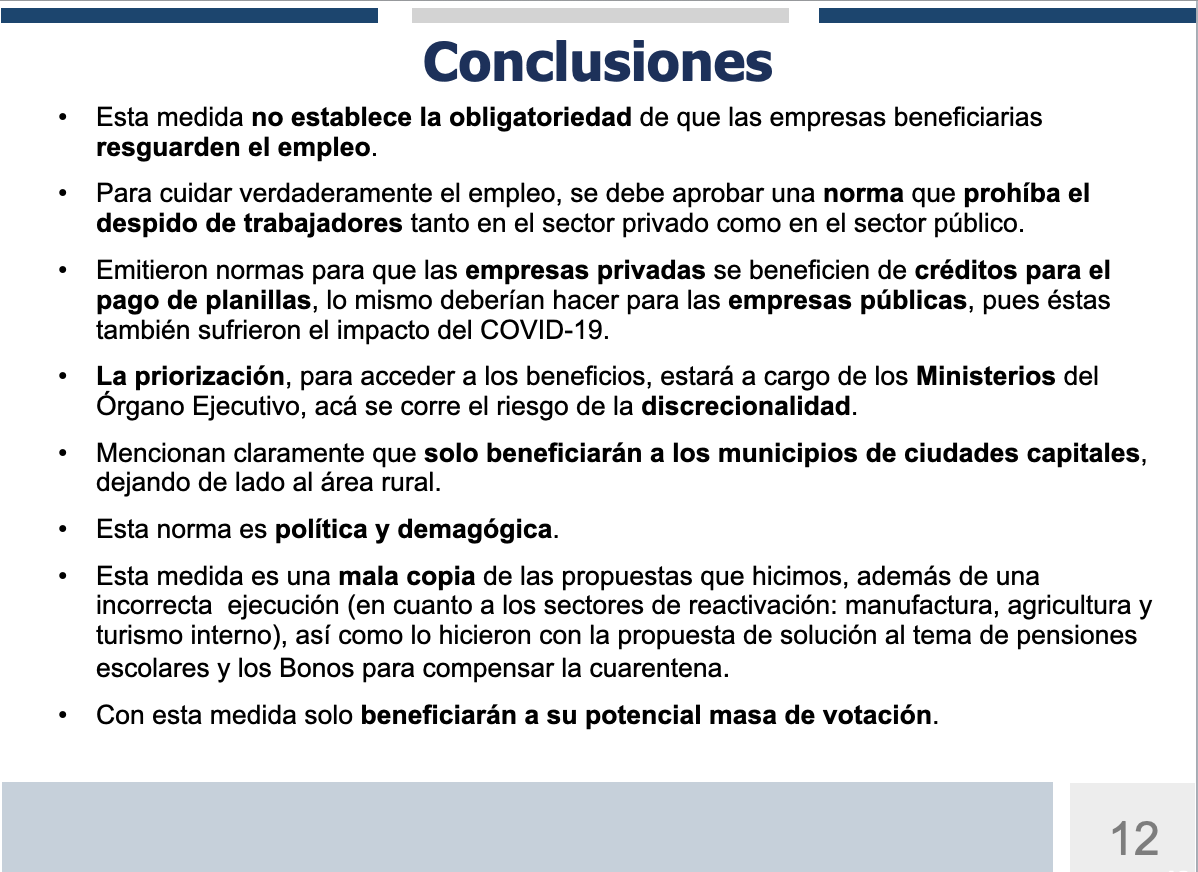 Conclusiones
• Esta medida no establece la obligatoriedad de que las empresas beneficiarias
resguarden el empleo.
• Para cuidar verdaderamente el empleo, se debe aprobar una norma que prohíba el
despido de trabajadores tanto en el sector privado como en el sector público.
• Emitieron normas para que las empresas privadas se beneficien de créditos para el
pago de planillas, lo mismo deberían hacer para las empresas públicas, pues éstas
también sufrieron el impacto del COVID-19.
• La priorización, para acceder a los beneficios, estará a cargo de los Ministerios del
Órgano Ejecutivo, acá se corre el riesgo de la discrecionalidad.
• Mencionan claramente que solo beneficiarán a los municipios de ciudades capitales,
dejando de lado al área rural.
• Esta norma es política y demagógica.
• Esta medida es una mala copia de las propuestas que hicimos, además de una
incorrecta  ejecución (en cuanto a los sectores de reactivación: manufactura, agricultura y
turismo interno), así como lo hicieron con la propuesta de solución al tema de pensiones
escolares y los Bonos para compensar la cuarentena.
• Con esta medida solo beneficiarán a su potencial masa de votación.
12